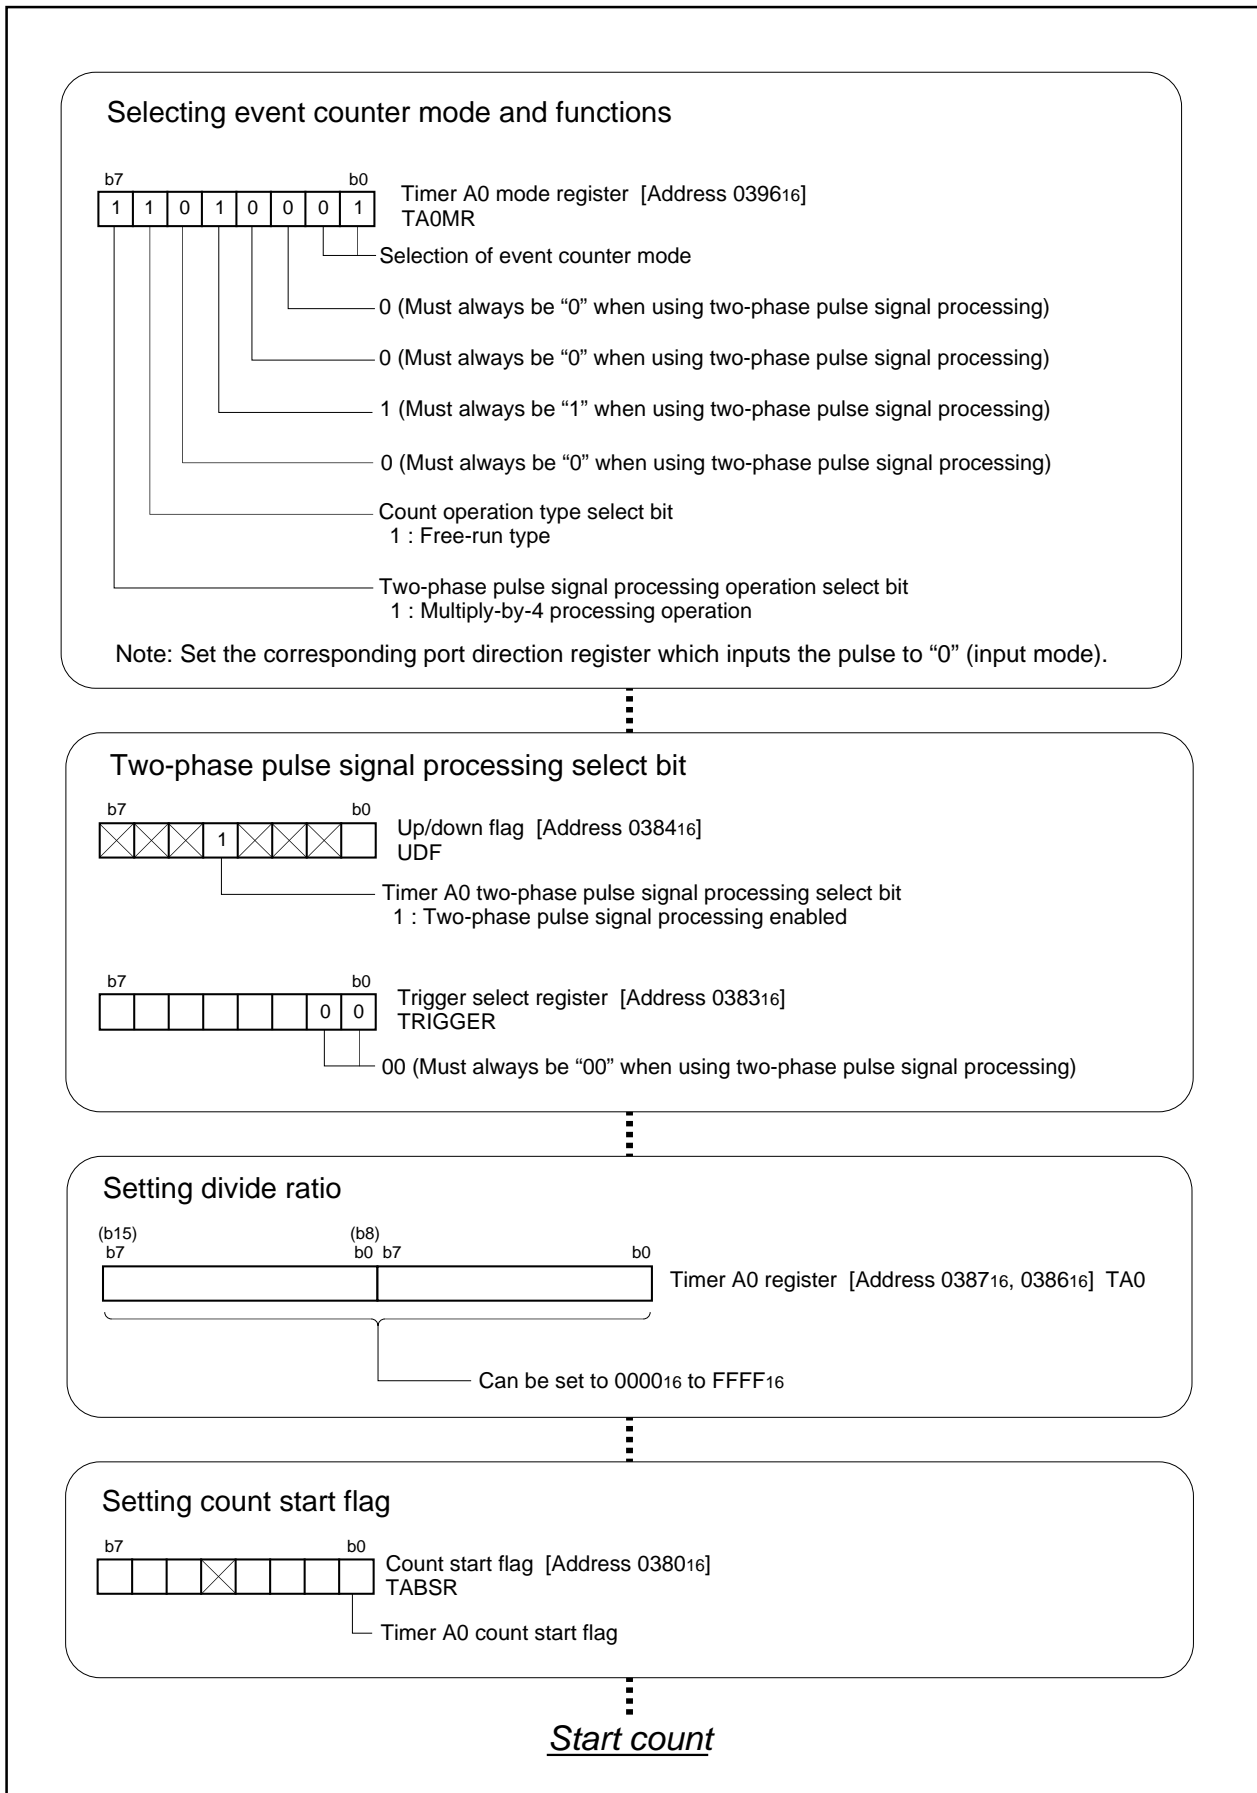 Selecting event counter mode and functions
b7 b0
1 1 0 1 0 0 0 1
Timer A0 mode register [Address 039616]
TA0MR
Selection of event counter mode
0 (Must always be “0” when using two-phase pulse signal processing)
0 (Must always be “0” when using two-phase pulse signal processing)
1 (Must always be “1” when using two-phase pulse signal processing)
0 (Must always be “0” when using two-phase pulse signal processing)
Count operation type select bit
1 : Free-run type
Two-phase pulse signal processing operation select bit
1 : Multiply-by-4 processing operation
Note: Set the corresponding port direction register which inputs the pulse to “0” (input mode).
Two-phase pulse signal processing select bit
b7 b0
1
Up/down flag [Address 038416]
UDF
Timer A0 two-phase pulse signal processing select bit
1 : Two-phase pulse signal processing enabled
b7 b0
0 0
Trigger select register [Address 038316]
TRIGGER
00 (Must always be “00” when using two-phase pulse signal processing)
Setting divide ratio
(b15) (b8)
b7 b0 b7 b0
Timer A0 register [Address 038716, 038616] TA0
Can be set to 000016 to FFFF16
Setting count start flag
b7 b0
Count start flag [Address 038016]
TABSR
Timer A0 count start flag
Start count